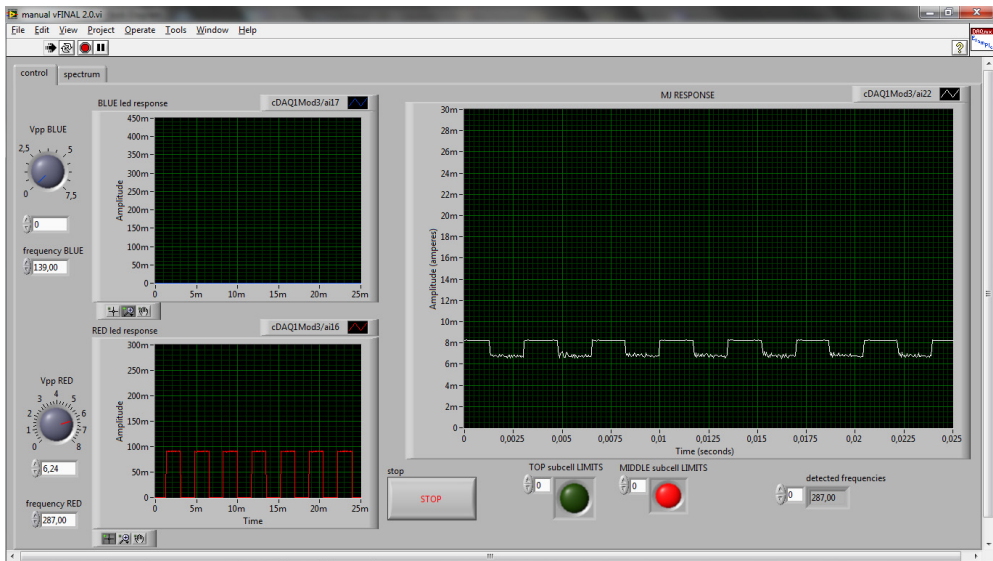 manual vFINAL 2.0.vi
File Edit View Project Operate Tools Window Help
DAQmx
control spectrum
BLUE led response
cDAQ1Mod3/ai17
Vpp BLUE
2,5
5
0
7,5
0
frequency BLUE
139,00
Amplitude
450m
400m
350m
300m
250m
200m
150m
100m
50m
0
0 5m 10m 15m 20m 25m
RED led response
cDAQ1Mod3/ai16
Vpp RED
0 1 2 3 4 5 6 7 8
6,24
frequency RED
287,00
Amplitude
300m
250m
200m
150m
100m
50m
0
0 5m 10m 15m 20m 25m
Time
MJ RESPONSE
cDAQ1Mod3/ai22
Amplitude (amperes)
30m
28m
26m
24m
22m
20m
18m
16m
14m
12m
10m
8m
6m
4m
2m
0
0 0,0025 0,005 0,0075 0,01 0,0125 0,015 0,0175 0,02 0,0225 0,025
Time (seconds)
stop
STOP
TOP subcell LIMITS
0
MIDDLE subcell LIMITS
0
detected frequencies
0
287,00